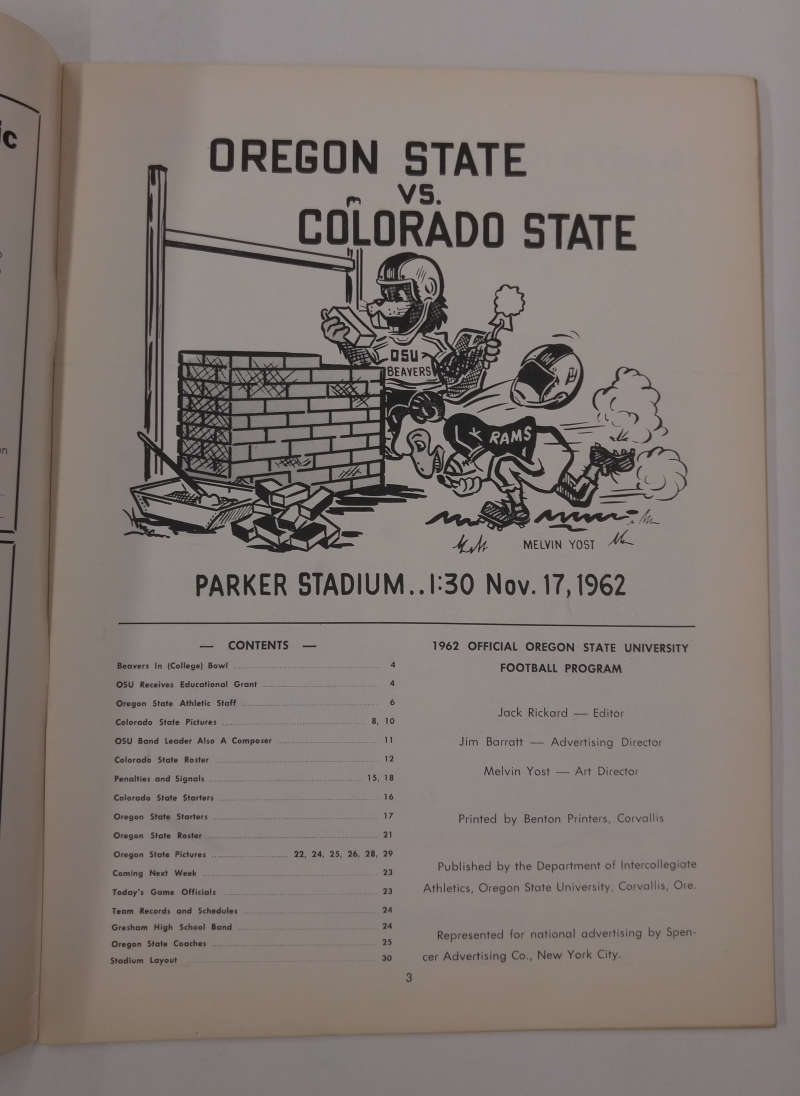 ic
OREGON STATE
VS.
COLORADO STATE
OSU
BEAVERS
RAMS
MELVIN YOST
PARKER STADIUM..1:30 Nov. 17, 1962
— CONTENTS —
Beavers In (College) Bowl 4
OSU Receives Educational Grant 4
Oregon State Athletic Staff 6
Colorado State Pictures 8, 10
OSU Band Leader Also A Composer 11
Colorado State Roster 12
Penalties and Signals 15, 18
Colorado State Starters 16
Oregon State Starters 17
Oregon State Roster 21
Oregon State Pictures 22, 24, 25, 26, 28, 29
Coming Next Week 23
Today's Game Officials 23
Team Records and Schedules 24
Gresham High School Band 24
Oregon State Coaches 25
Stadium Layout 30
1962 OFFICIAL OREGON STATE UNIVERSITY
FOOTBALL PROGRAM
Jack Rickard — Editor
Jim Barratt — Advertising Director
Melvin Yost — Art Director
Printed by Benton Printers, Corvallis
Published by the Department of Intercollegiate
Athletics, Oregon State University, Corvallis, Ore.
Represented for national advertising by Spen-
cer Advertising Co., New York City.
3